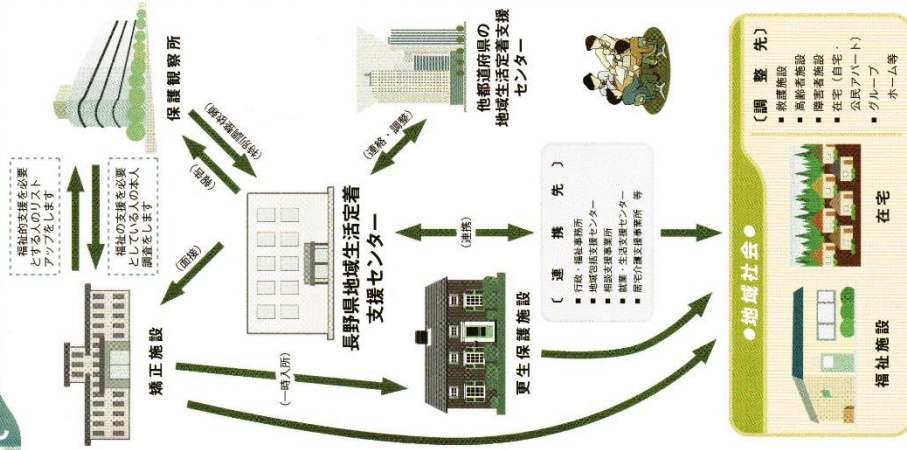 福祉的支援を必要
とする人のリスト
アップをします
福祉の支援を必要
としている人の本人
調査をします
矯正施設
保護観察所
(面接)
(報告)
(特別調整依頼)
長野県地域生活定着
支援センター
(連絡・調整)
他都道府県の
地域生活定着支援
センター
(一時入所)
更生保護施設
(連携)
〔連携先〕
■ 行政・福祉事務所
■ 地域包括支援センター
■ 相談支援事業所
■ 就業・生活支援センター
■ 居宅介護支援事業所 等
●地域社会●
福祉施設
在宅
〔調整先〕
■ 救護施設
■ 高齢者施設
■ 障害者施設
■ 在宅(自宅・
公民アパート)
■ グループ
ホーム等